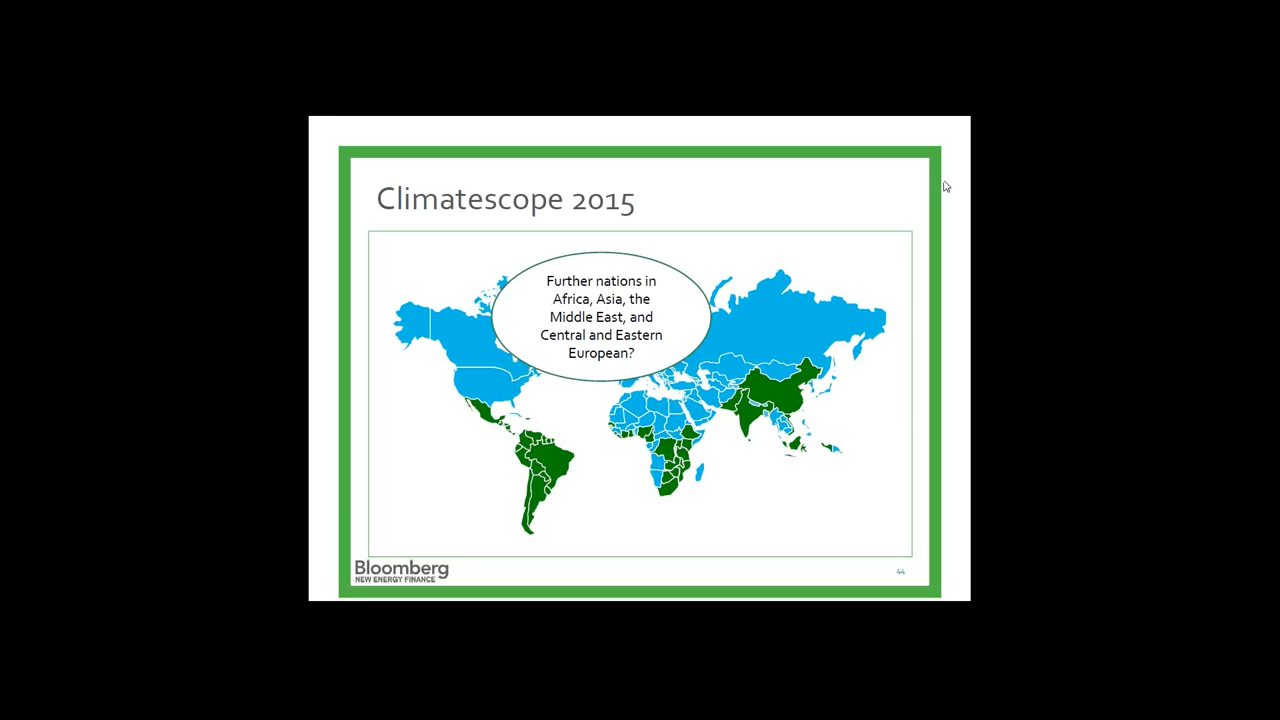 Climatescope 2015
Further nations in
Africa, Asia, the
Middle East, and
Central and Eastern
European?
Bloomberg
NEW ENERGY FINANCE
44